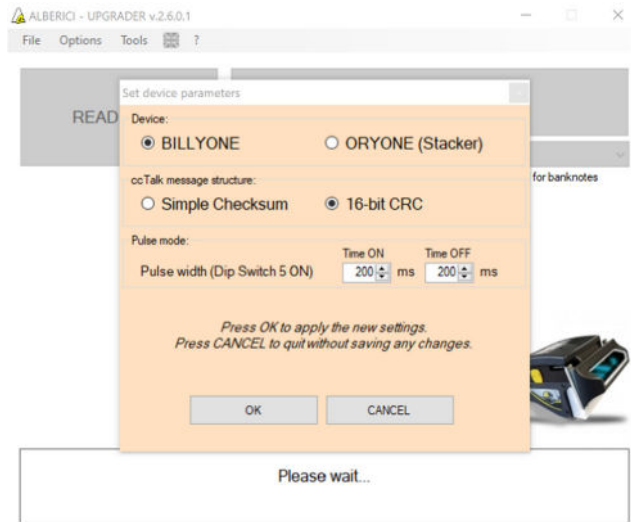 ALBERICI - UPGRADER v.2.6.0.1
File Options Tools ?
READ
Set device parameters
Device:
BILLYONE ORYONE (Stacker)
for banknotes
ccTalk message structure:
Simple Checksum 16-bit CRC
Pulse mode:
Time ON Time OFF
Pulse width (Dip Switch 5 ON) 200 ms 200 ms
Press OK to apply the new settings.
Press CANCEL to quit without saving any changes.
OK CANCEL
Please wait...